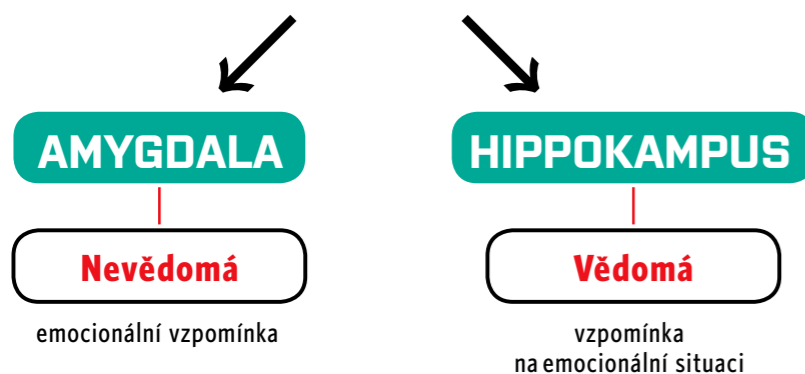 AMYGDALA
Nevědomá
emocionální vzpomínka
HIPPOKAMPUS
Vědomá
vzpomínka
na emocionální situaci